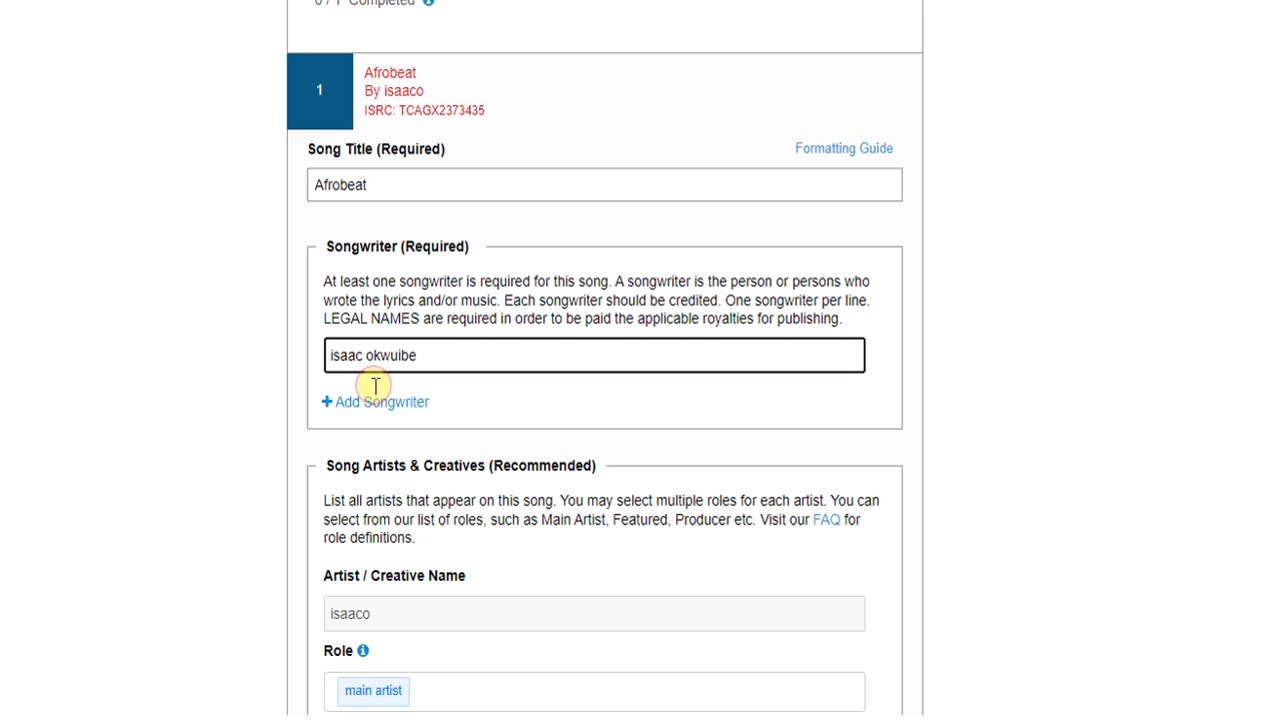 0 / 1 Completed
1
Afrobeat
By isaaco
ISRC: TCAGX2373435
Song Title (Required)
Formatting Guide
Afrobeat
Songwriter (Required)
At least one songwriter is required for this song. A songwriter is the person or persons who
wrote the lyrics and/or music. Each songwriter should be credited. One songwriter per line.
LEGAL NAMES are required in order to be paid the applicable royalties for publishing.
isaac okwuibe
+ Add Songwriter
Song Artists & Creatives (Recommended)
List all artists that appear on this song. You may select multiple roles for each artist. You can
select from our list of roles, such as Main Artist, Featured, Producer etc. Visit our FAQ for
role definitions.
Artist / Creative Name
isaaco
Role
main artist